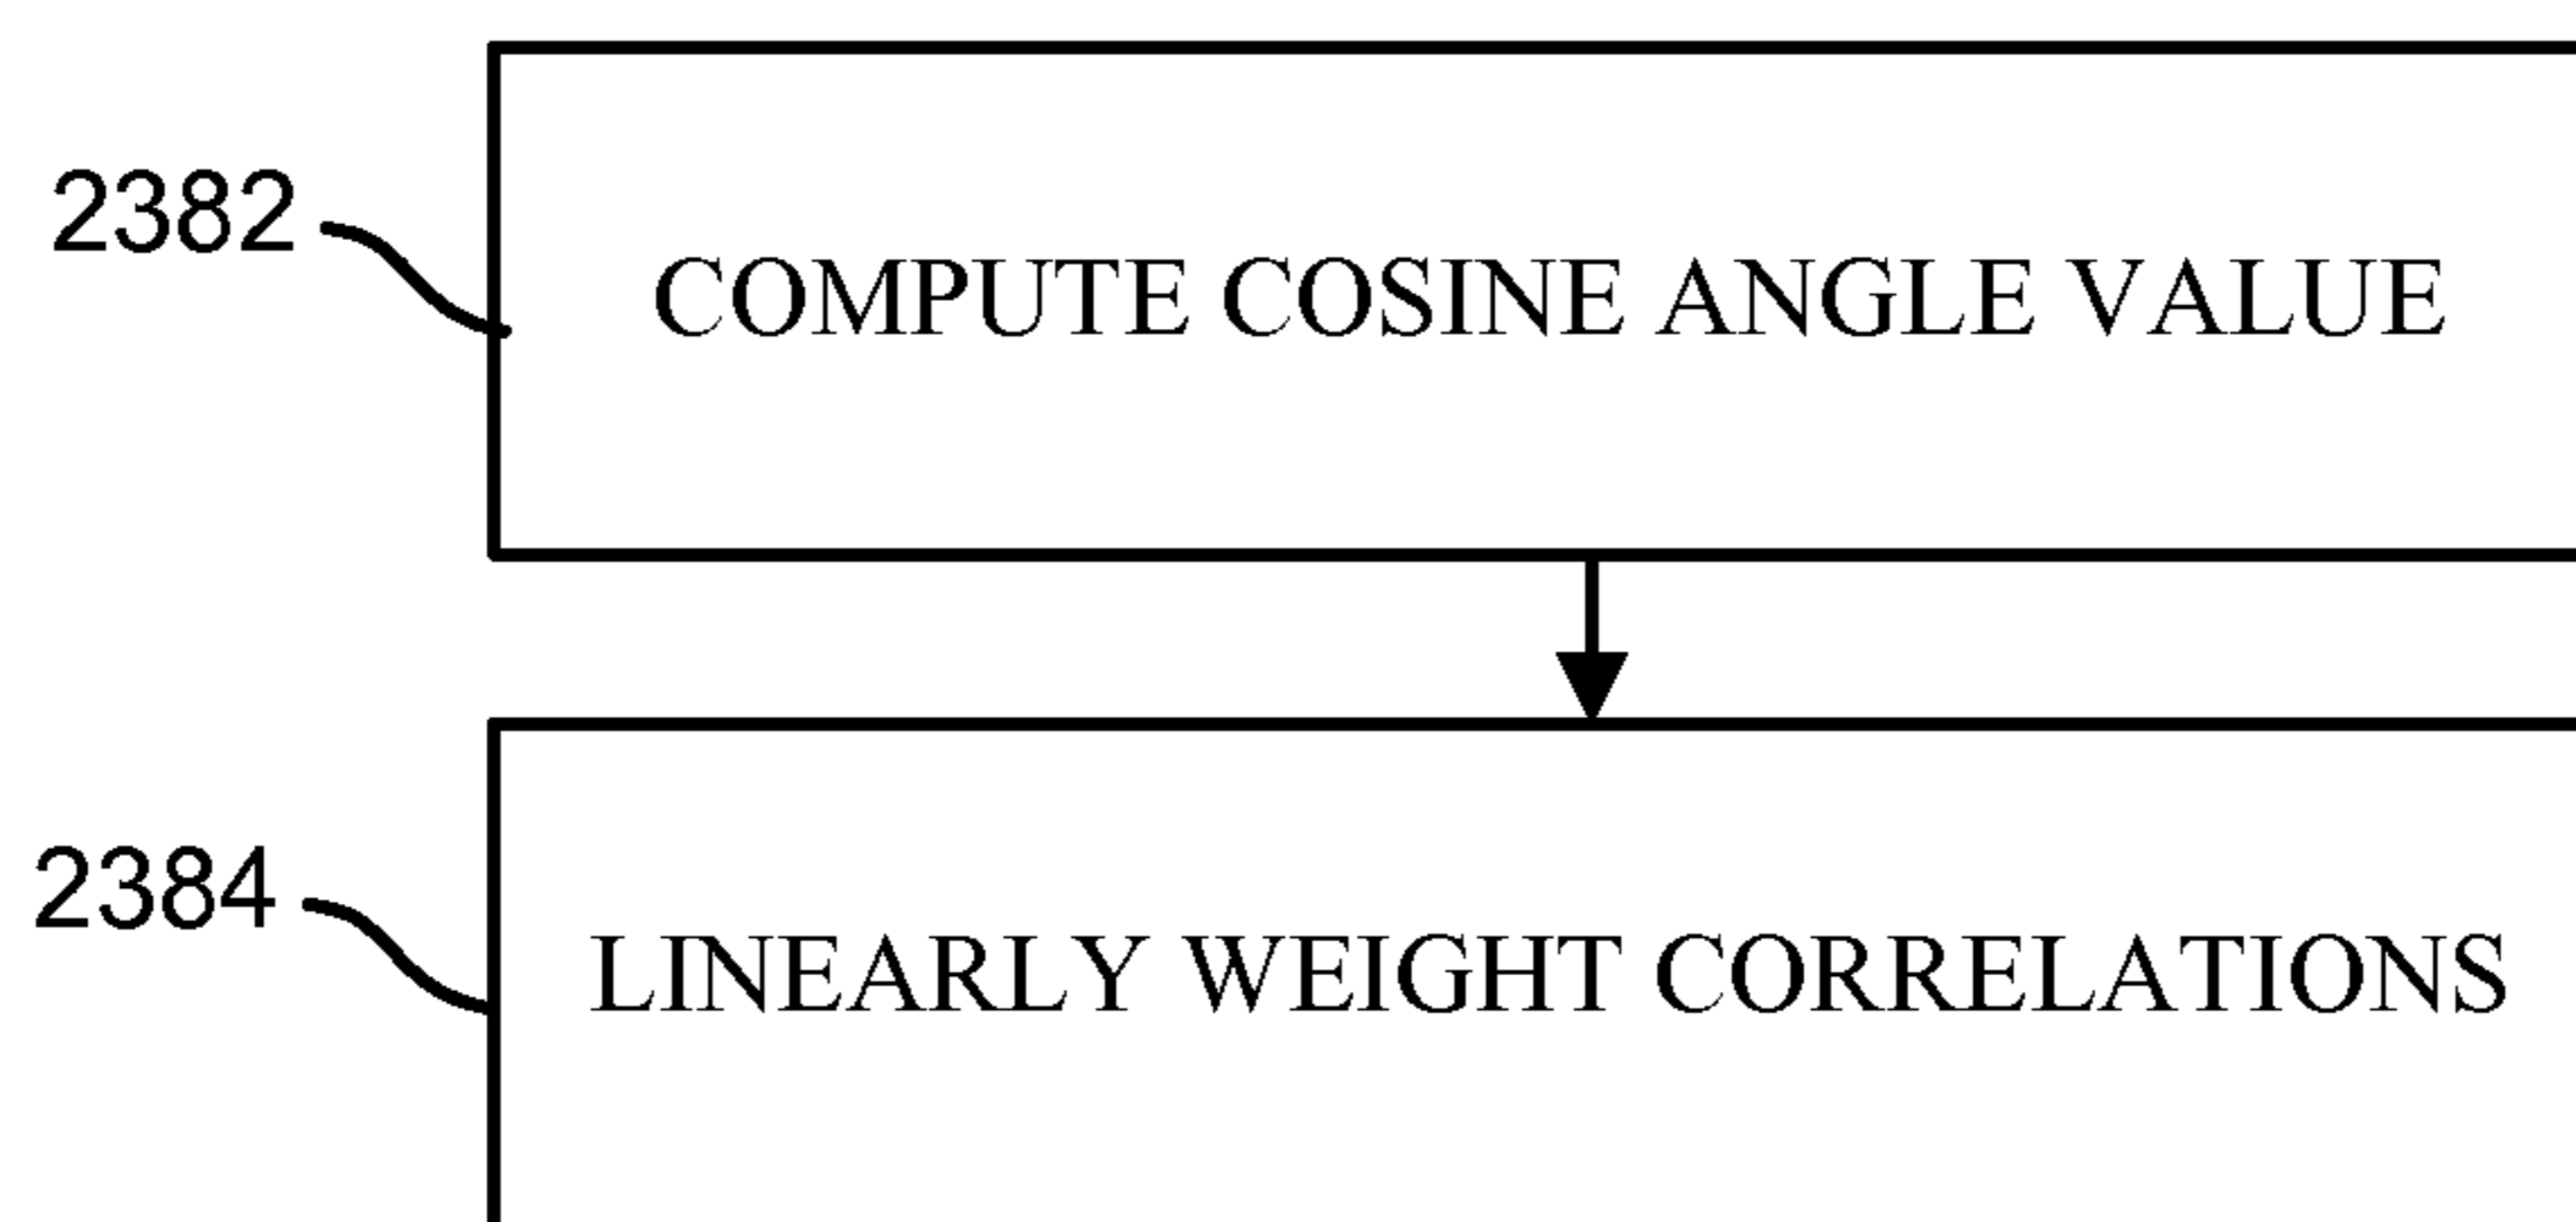 2382
COMPUTE COSINE ANGLE VALUE
2384
LINEARLY WEIGHT CORRELATIONS